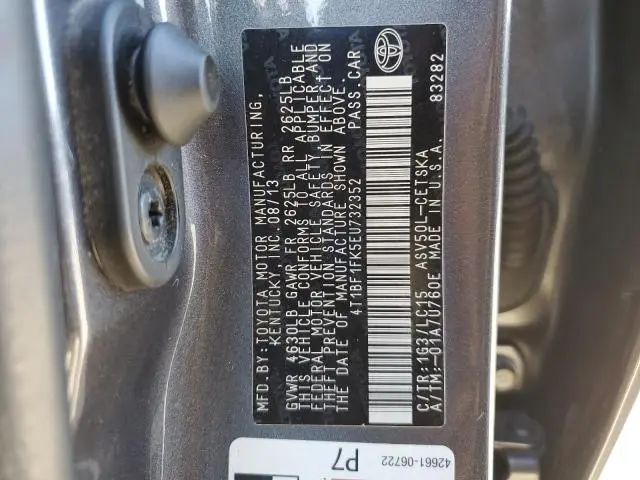 MFD.BY:TOYOTA MOTOR MANUFACTURING,
KENTUCKY, INC. 08/13
GVWR 4630LB GAWR FR 2625LB RR 2625LB
THIS VEHICLE CONFORMS TO ALL APPLICABLE
FEDERAL MOTOR VEHICLE SAFETY, BUMPER, AND
THEFT PREVENTION STANDARDS IN EFFECT ON
THE DATE OF MANUFACTURE SHOWN ABOVE.
4T1BF1FK5EU732352 PASS.CAR
C/TR:1G3/LC15 ASV50L-CETSKA
A/TM:-01A/U760E MADE IN U.S.A. 83282
42661-06722
P7